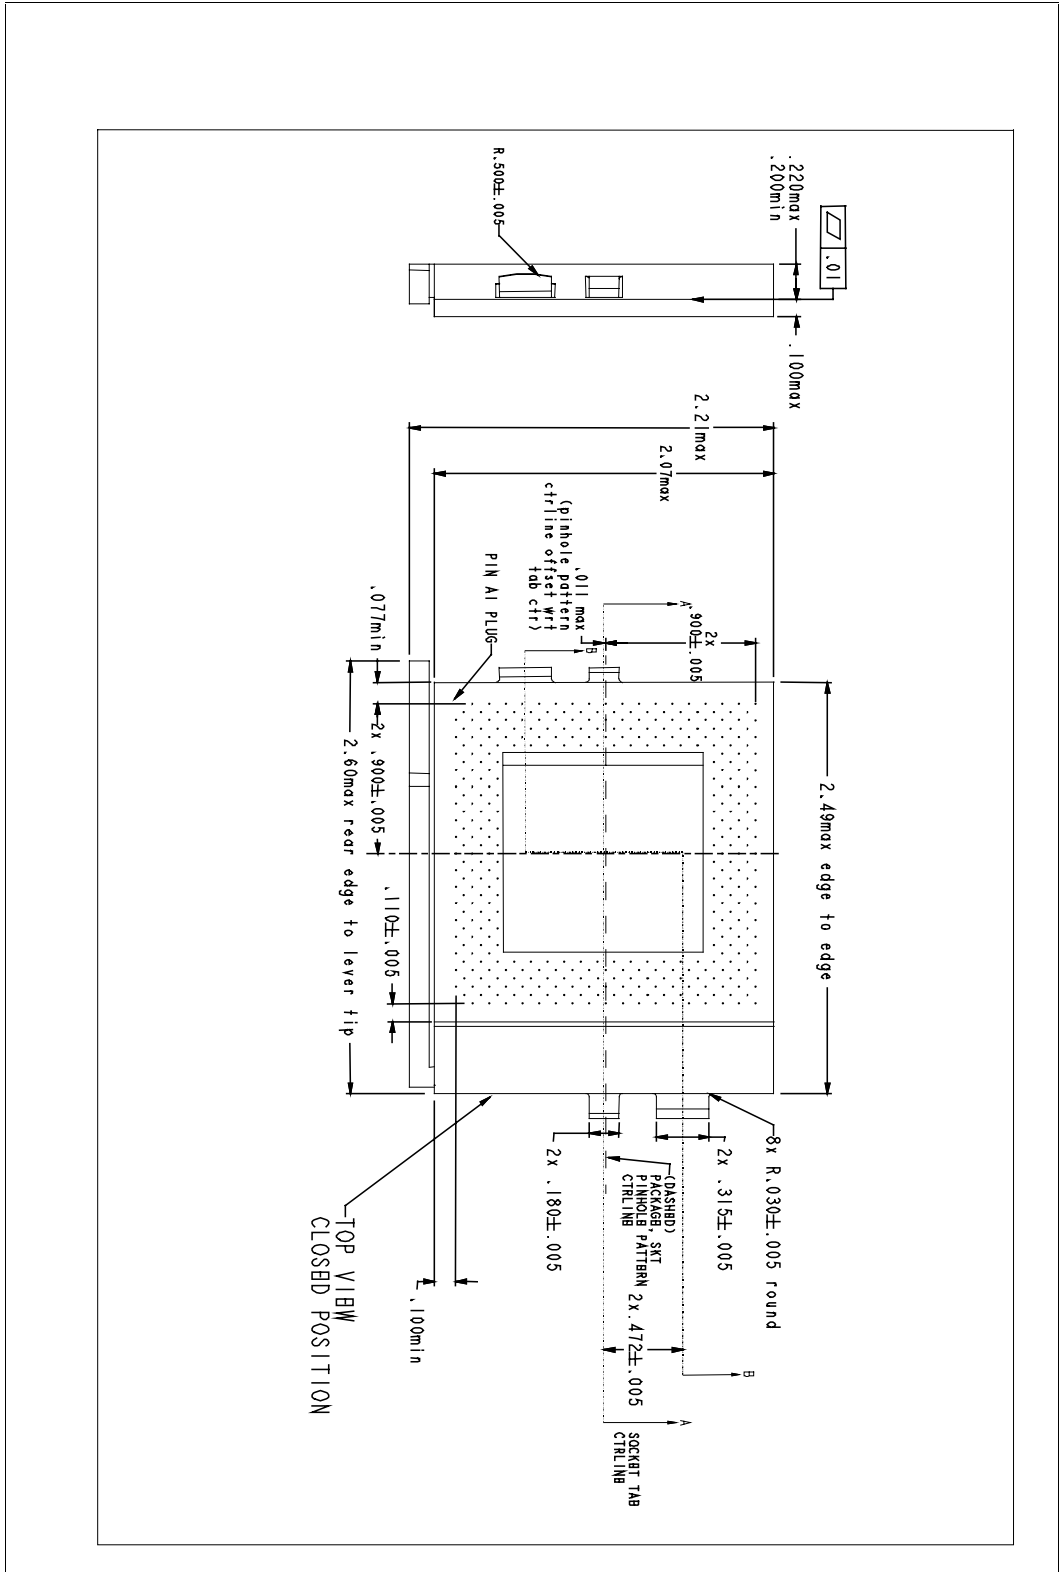 .220max
.200min
.01
R.500±.005
.100max
2.21max
2.07max
.011 max
(pinhole pattern
ctrline offset wrt
tab ctr)
PIN A1 PLUG
A
B
2x
.900±.005
.077min
2x .900±.005
2.60max rear edge to lever tip
.110±.005
2.49max edge to edge
8x R.030±.005 round
2x .315±.005
(DASHED)
PACKAGE, SKT
PINHOLE PATTERN
CTRLINE
2x .180±.005
2x .472±.005
B
A
SOCKET TAB
CTRLINE
.100min
TOP VIEW
CLOSED POSITION